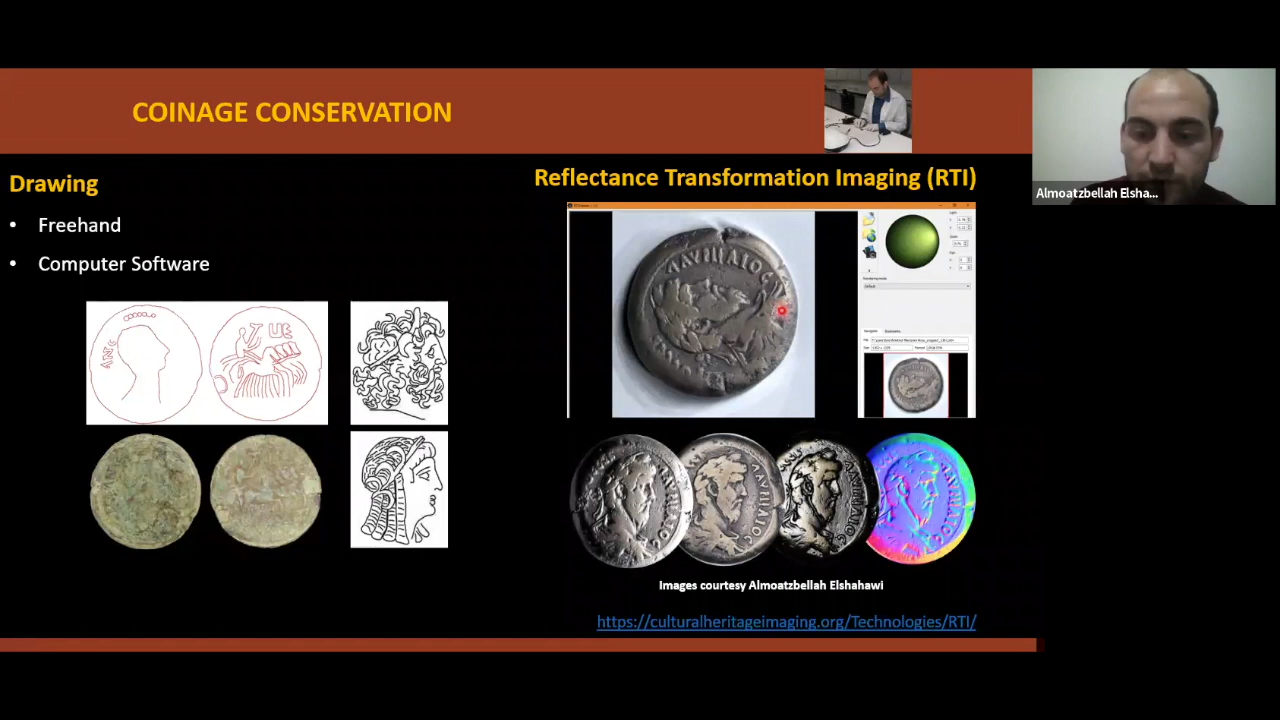 COINAGE CONSERVATION
Almoatzbellah Elsha...
Drawing
• Freehand
• Computer Software
Reflectance Transformation Imaging (RTI)
Default
Images courtesy Almoatzbellah Elshahawi
https://culturalheritageimaging.org/Technologies/RTI/